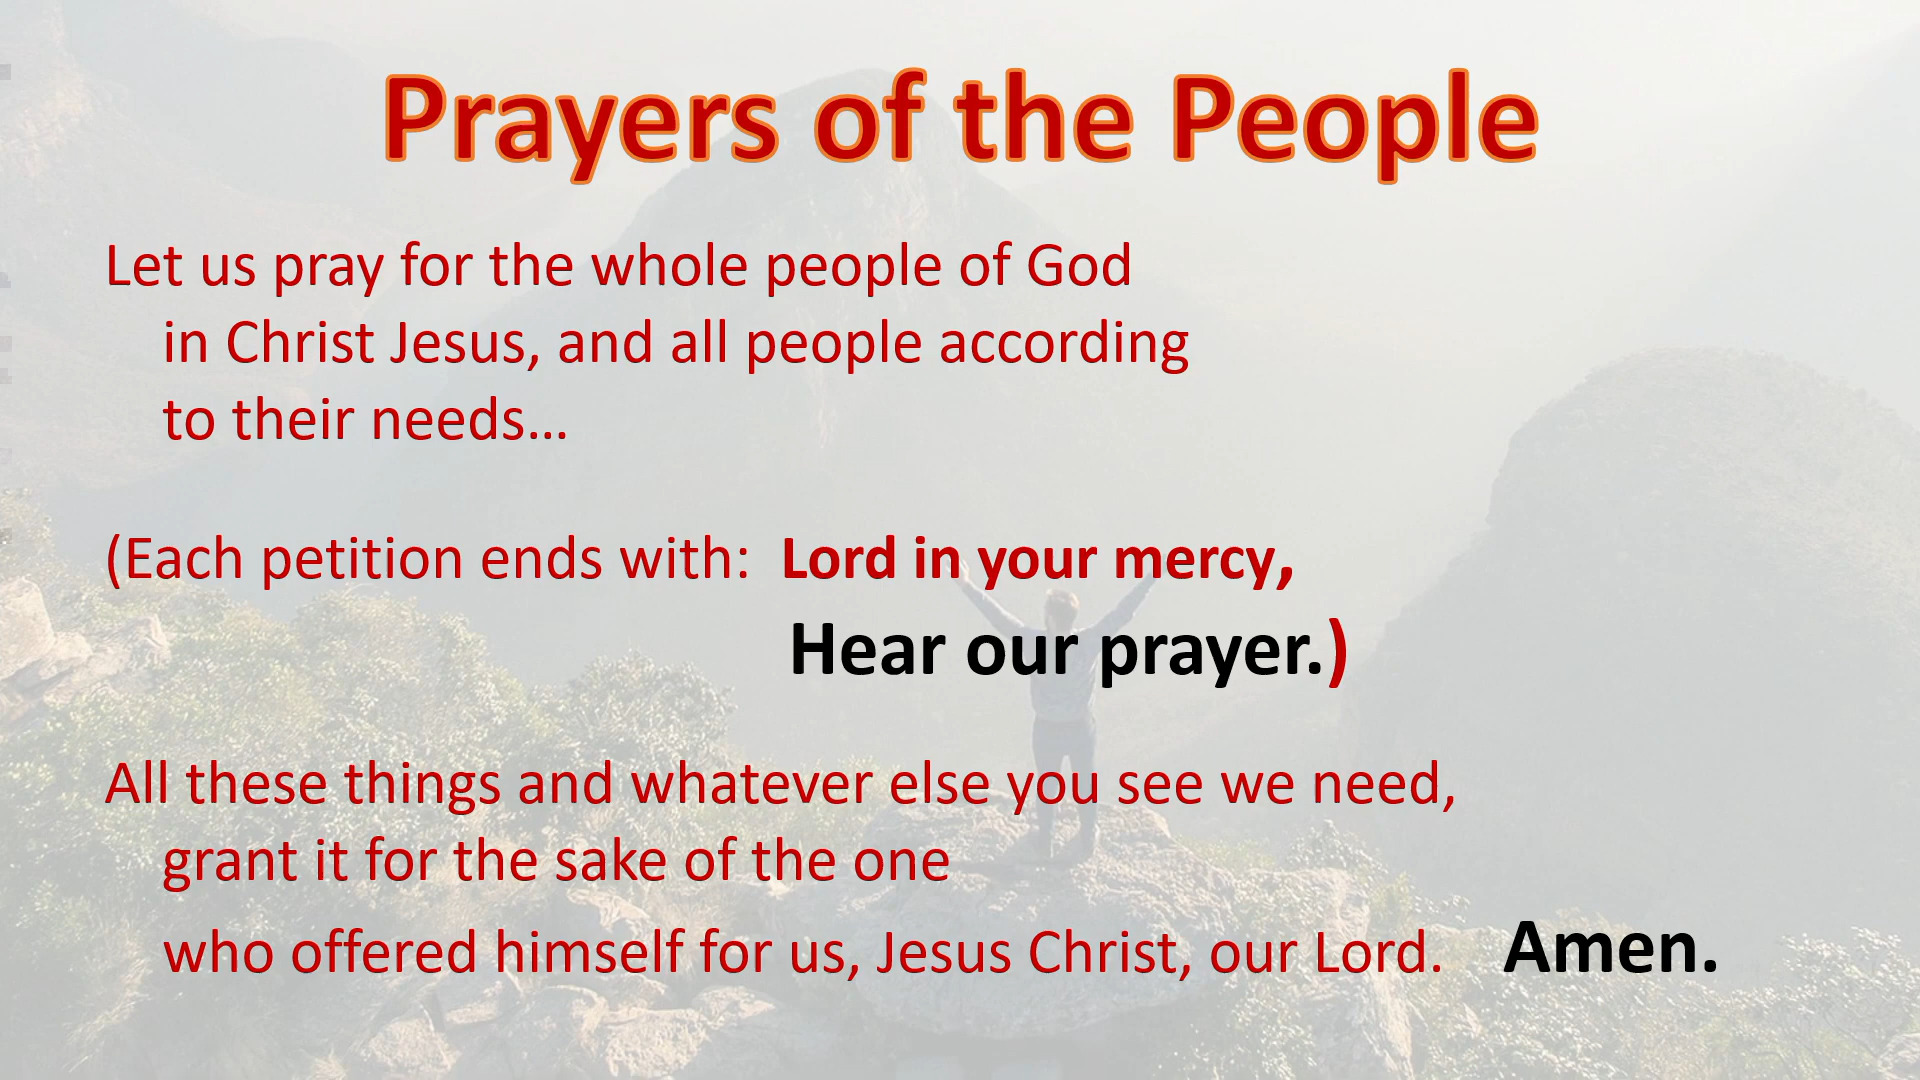 Prayers of the People
Let us pray for the whole people of God
in Christ Jesus, and all people according
to their needs…
(Each petition ends with: Lord in your mercy,
Hear our prayer.)
All these things and whatever else you see we need,
grant it for the sake of the one
who offered himself for us, Jesus Christ, our Lord. Amen.